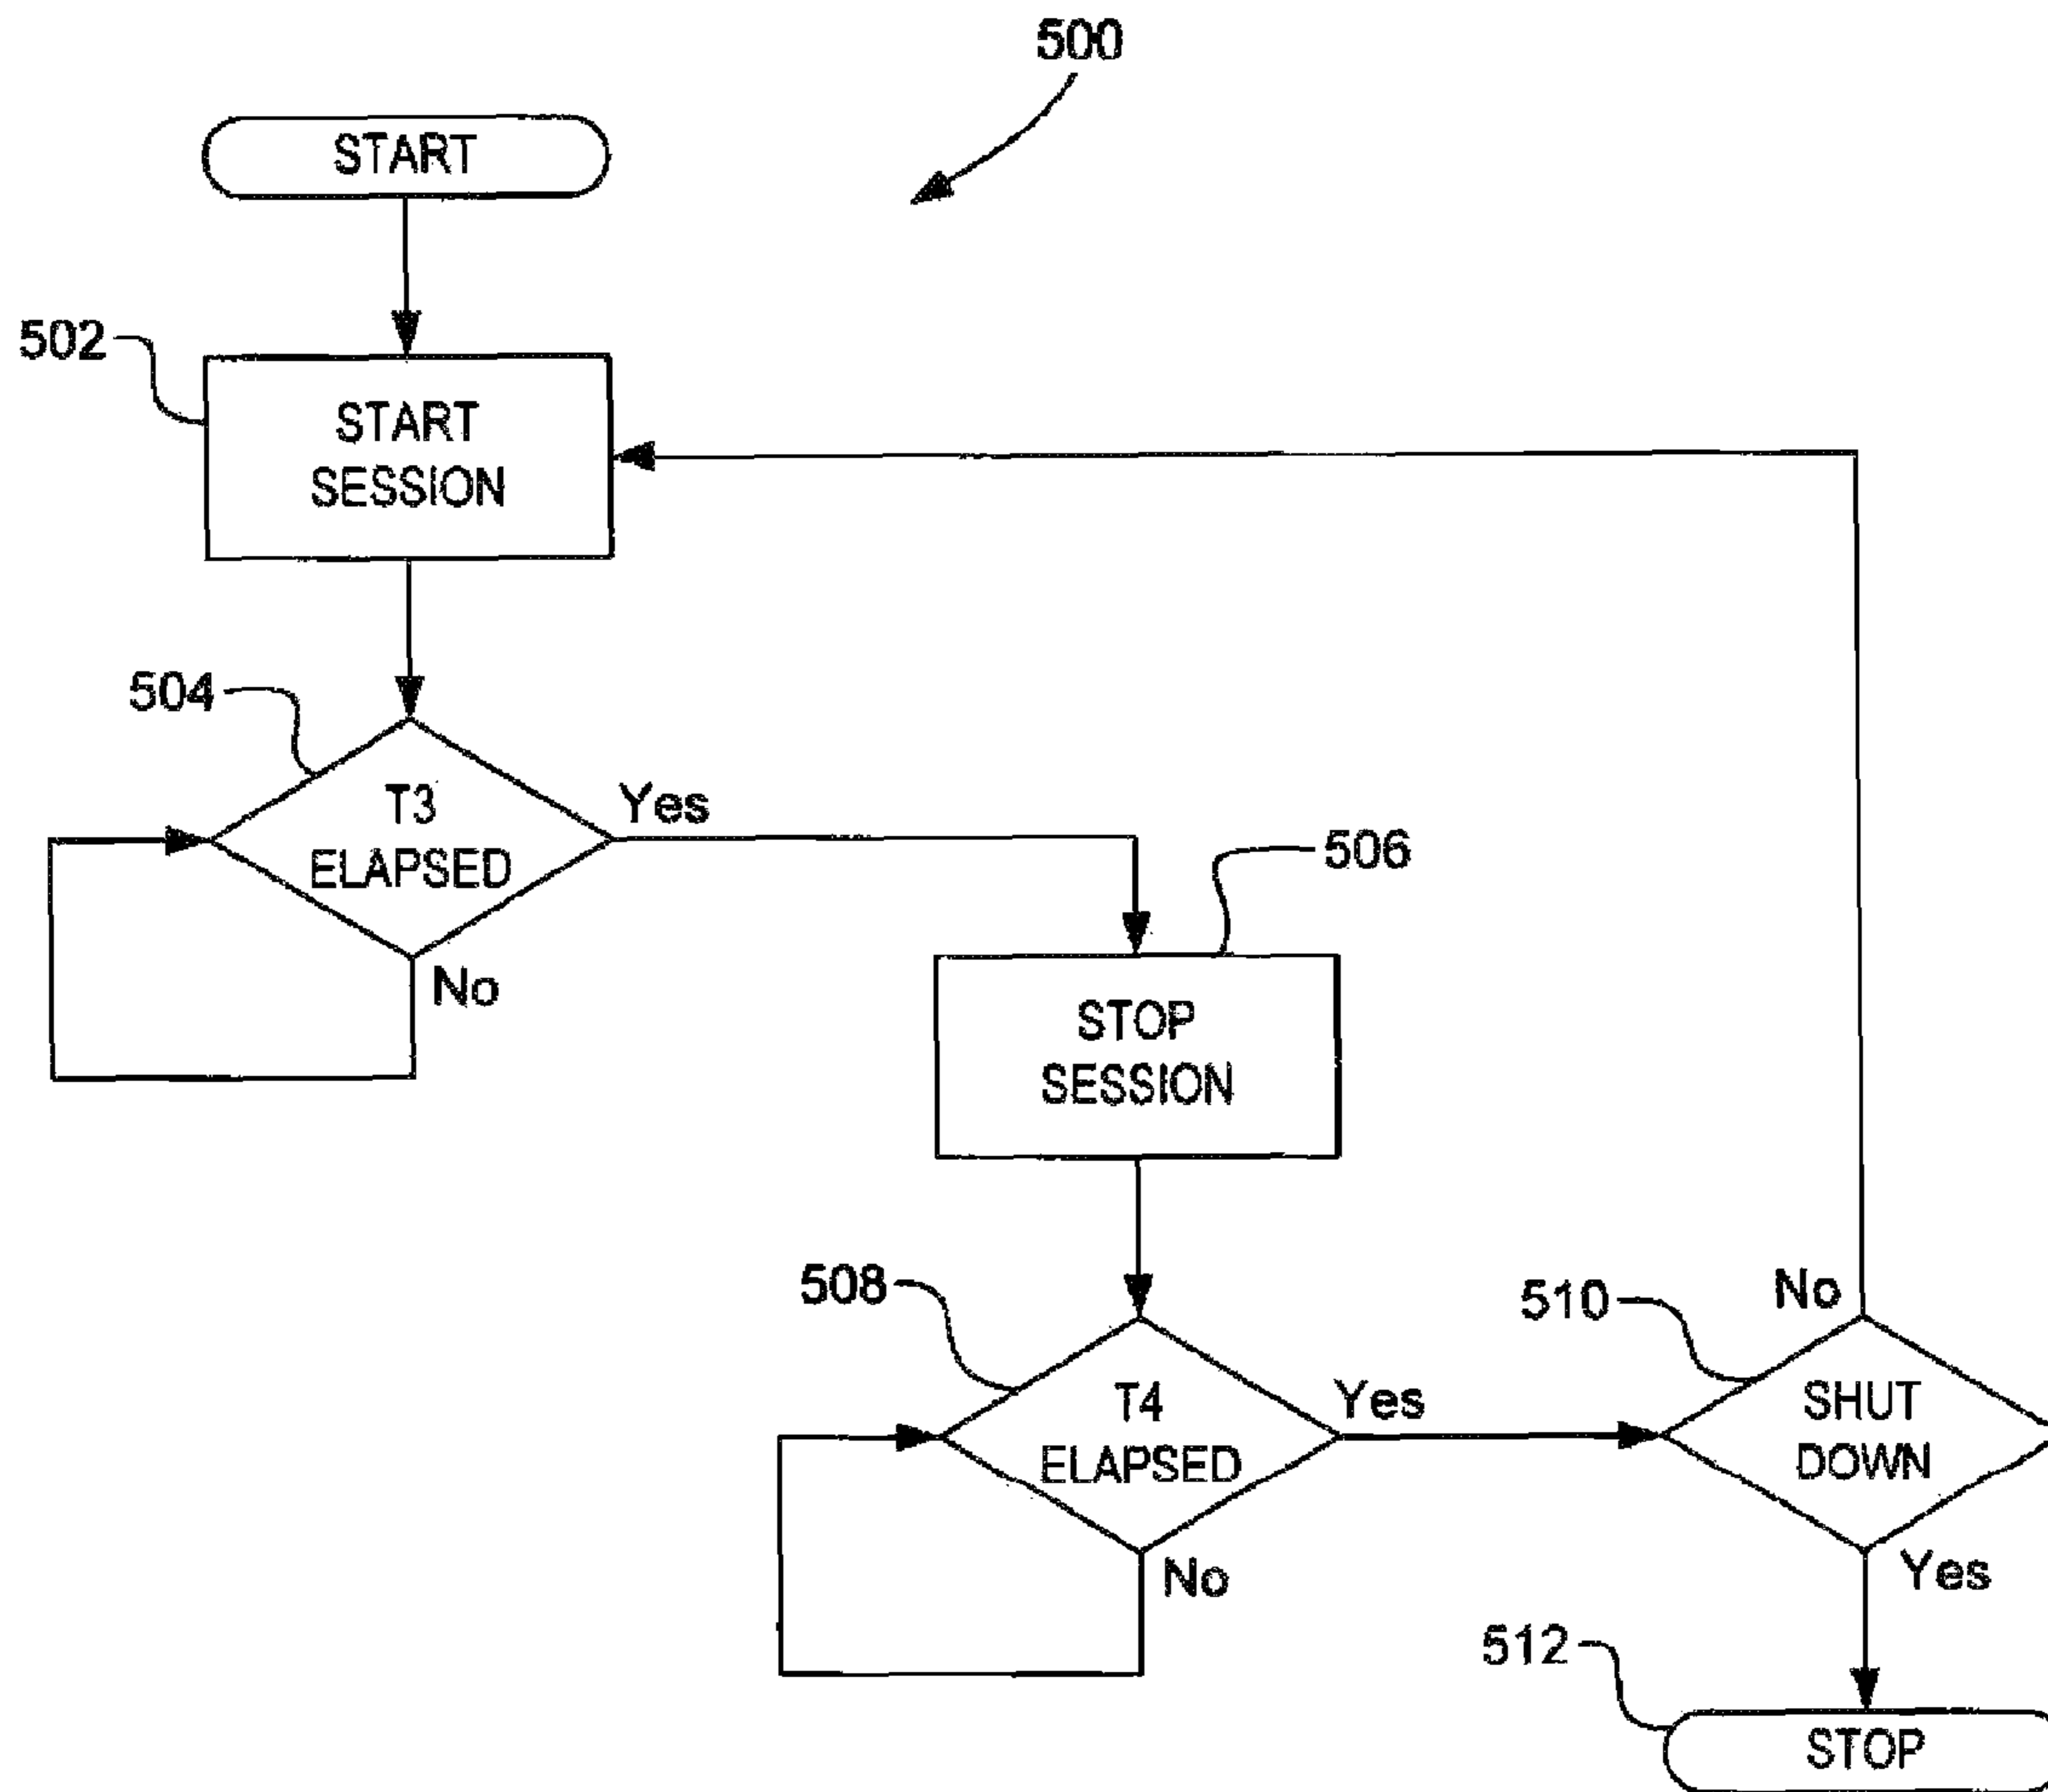 500
START
502
START
SESSION
504
T3
ELAPSED
Yes
No
506
STOP
SESSION
508
T4
ELAPSED
Yes
No
510
No
SHUT
DOWN
Yes
512
STOP